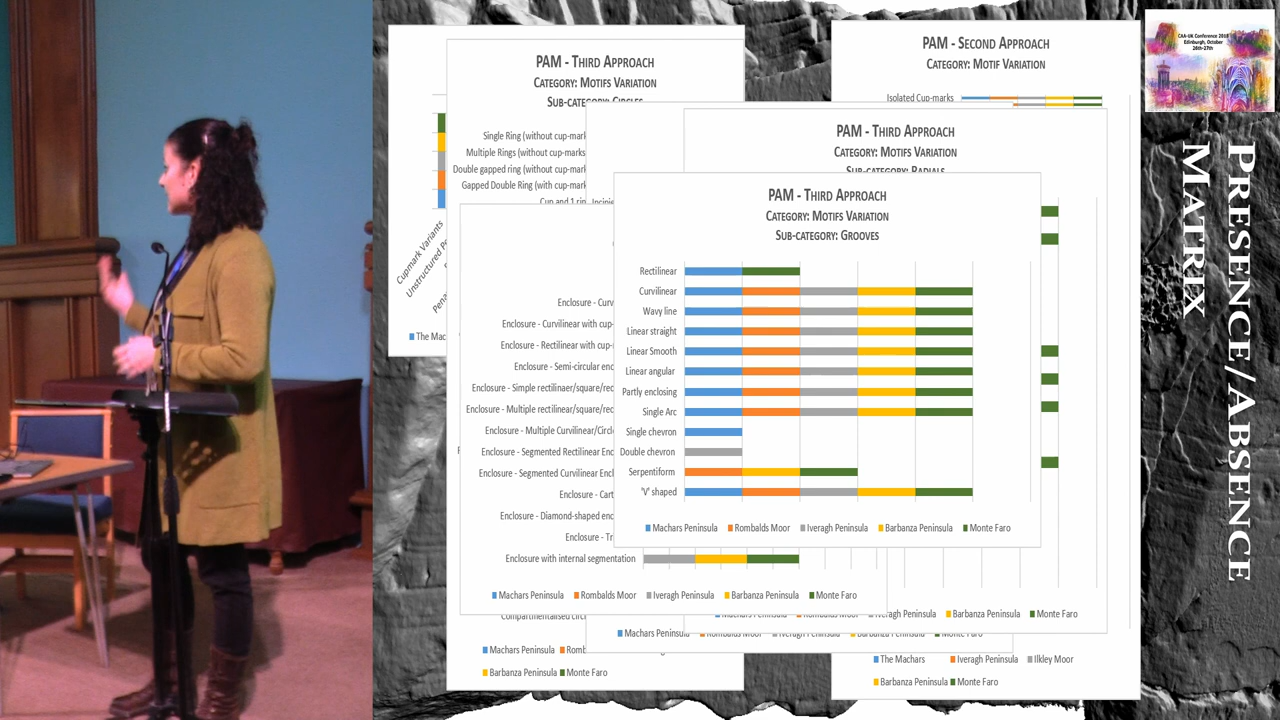 PAM - Third Approach
Category: Motifs Variation
Sub-category: Circles
Single Ring (without cup-mark
Multiple Rings (without cup-marks
Double gapped ring (without cup-mark
Gapped Double Ring (with cup-mark
Cup and 1 ring
Cupmark Variants
The Mac
PAM - Second Approach
Category: Motif Variation
Isolated Cup-marks
PAM - Third Approach
Category: Motifs Variation
Sub-category: Radials
PAM - Third Approach
Category: Motifs Variation
Sub-category: Grooves
Rectilinear
Curvilinear
Wavy line
Linear straight
Linear Smooth
Linear angular
Partly enclosing
Single Arc
Single chevron
Double chevron
Serpentiform
'V' shaped
Machars Peninsula Rombalds Moor Iveragh Peninsula Barbanza Peninsula Monte Faro
Enclosure - Curv
Enclosure - Curvilinear with cup-
Enclosure - Rectilinear with cup-
Enclosure - Semi-circular enc
Enclosure - Simple rectilinaer/square/rec
Enclosure - Multiple rectilinear/square/rec
Enclosure - Multiple Curvilinear/Circl
Enclosure - Segmented Rectilinear Enc
Enclosure - Segmented Curvilinear Encl
Enclosure - Cart
Enclosure - Diamond-shaped enc
Enclosure - Tr
Enclosure with internal segmentation
Machars Peninsula Rombalds Moor Iveragh Peninsula Barbanza Peninsula Monte Faro
Machars Peninsula Rombalds Moor Iveragh Peninsula Barbanza Peninsula Monte Faro
Machars Peninsula Rombalds Moor Iveragh Peninsula Barbanza Peninsula Monte Faro
Compartmentalised circ
Machars Peninsula Romb
Barbanza Peninsula Monte Faro
The Machars Iveragh Peninsula Ilkley Moor
Barbanza Peninsula Monte Faro
CAA-UK Conference 2018
Edinburgh, October
26th-27th
Presence/Absence
Matrix